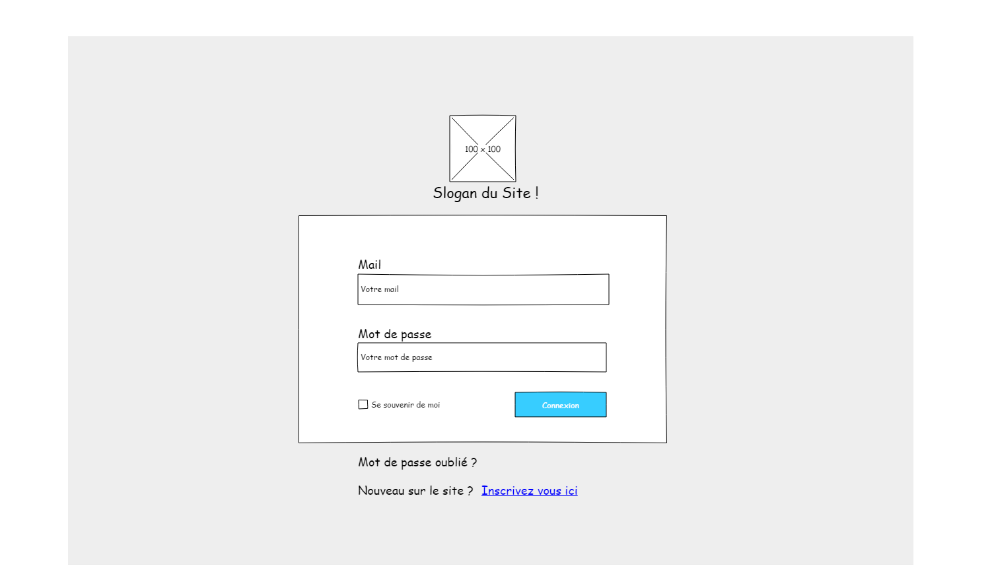 100 x 100
Slogan du Site !
Mail
Votre mail
Mot de passe
Votre mot de passe
Se souvenir de moi
Connexion
Mot de passe oublié ?
Nouveau sur le site ? Inscrivez vous ici